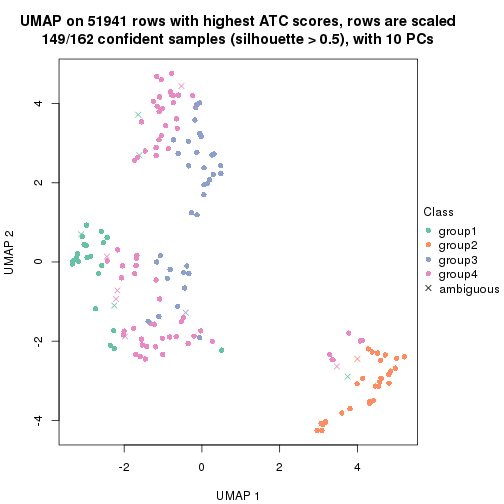 UMAP on 51941 rows with highest ATC scores, rows are scaled
149/162 confident samples (silhouette > 0.5), with 10 PCs
4
2
0
-2
-4
UMAP 2
-2
0
2
4
UMAP 1
Class
group1
group2
group3
group4
ambiguous